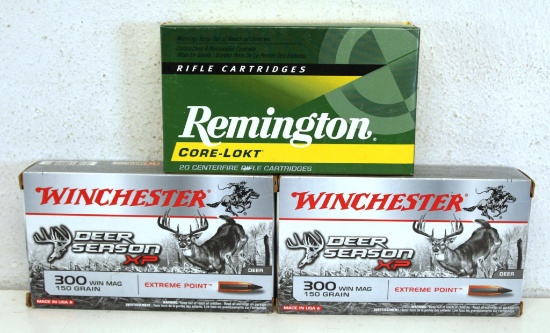 RIFLE CARTRIDGES
Remington
CORE-LOKT
20 CENTERFIRE RIFLE CARTRIDGES
WINCHESTER
DEER
SEASON
XP
DEER
300 WIN MAG
150 GRAIN
EXTREME POINT
MADE IN USA
WINCHESTER
DEER
SEASON
XP
DEER
300 WIN MAG
150 GRAIN
EXTREME POINT
MADE IN USA